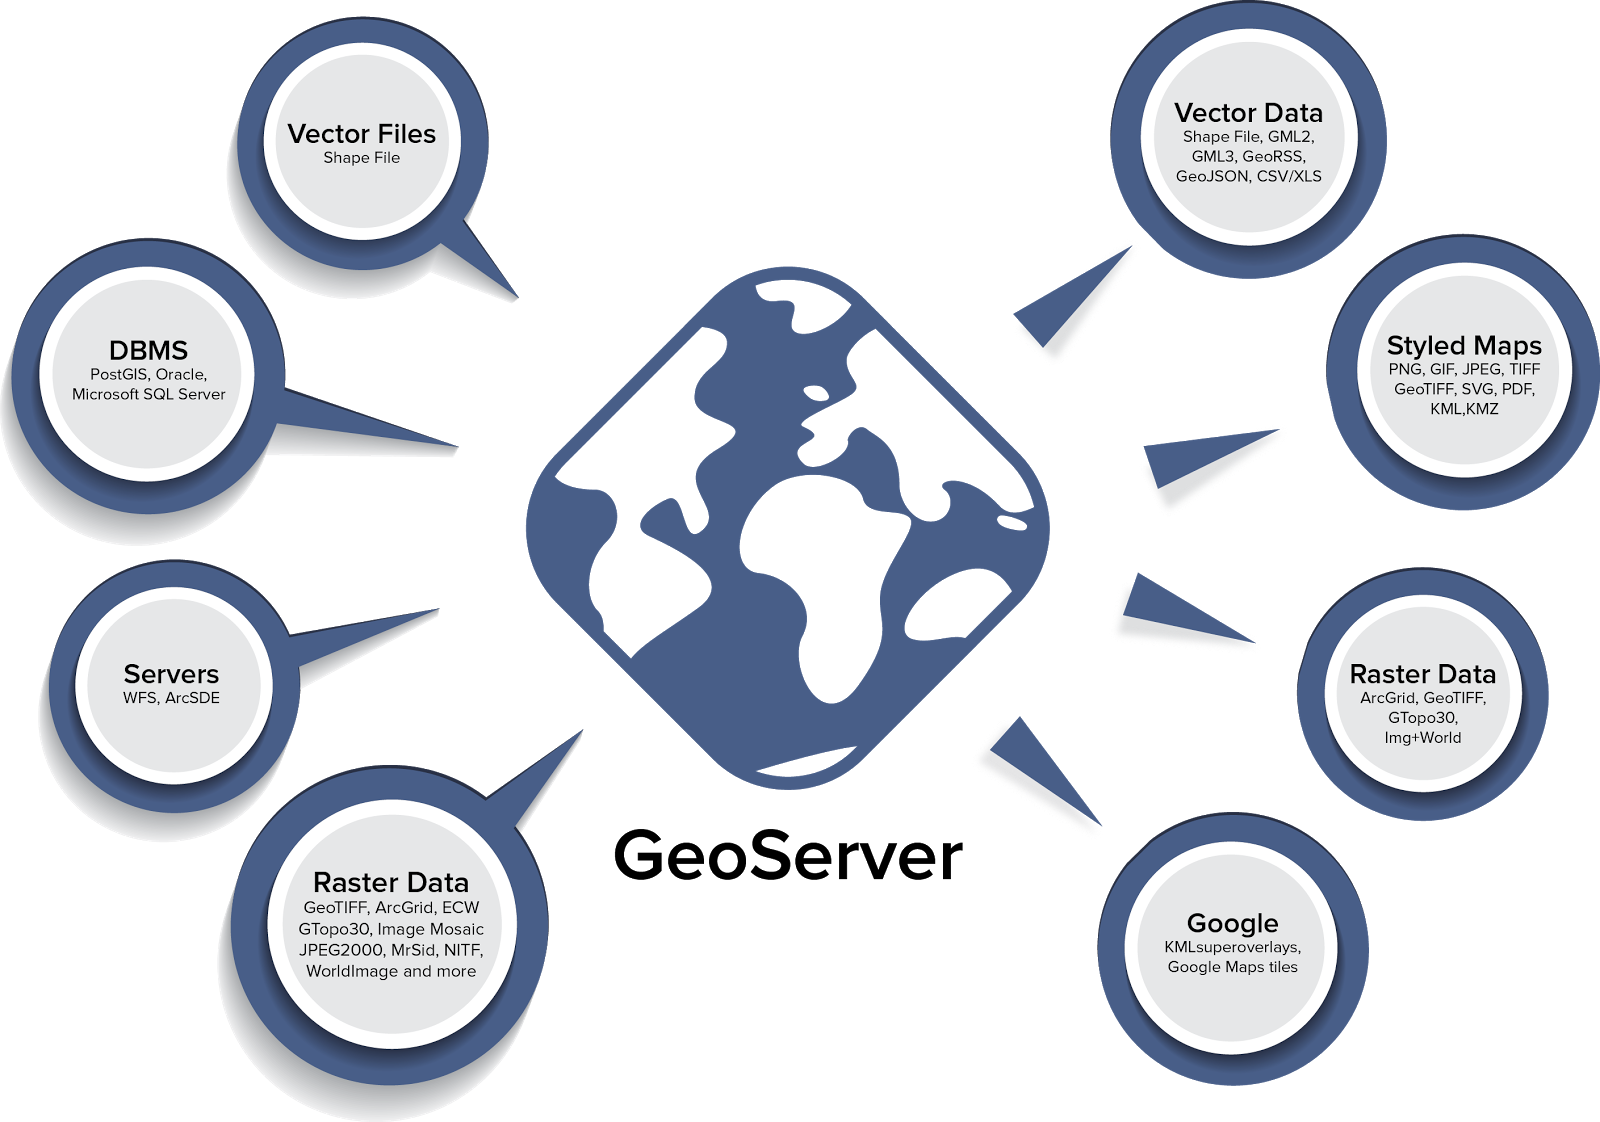 Vector Files
Shape File
DBMS
PostGIS, Oracle,
Microsoft SQL Server
Servers
WFS, ArcSDE
Raster Data
GeoTIFF, ArcGrid, ECW
GTopo30, Image Mosaic
JPEG2000, MrSid, NITF,
WorldImage and more
GeoServer
Vector Data
Shape File, GML2,
GML3, GeoRSS,
GeoJSON, CSV/XLS
Styled Maps
PNG, GIF, JPEG, TIFF
GeoTIFF, SVG, PDF,
KML,KMZ
Raster Data
ArcGrid, GeoTIFF,
GTopo30,
Img+World
Google
KMLsuperoverlays,
Google Maps tiles